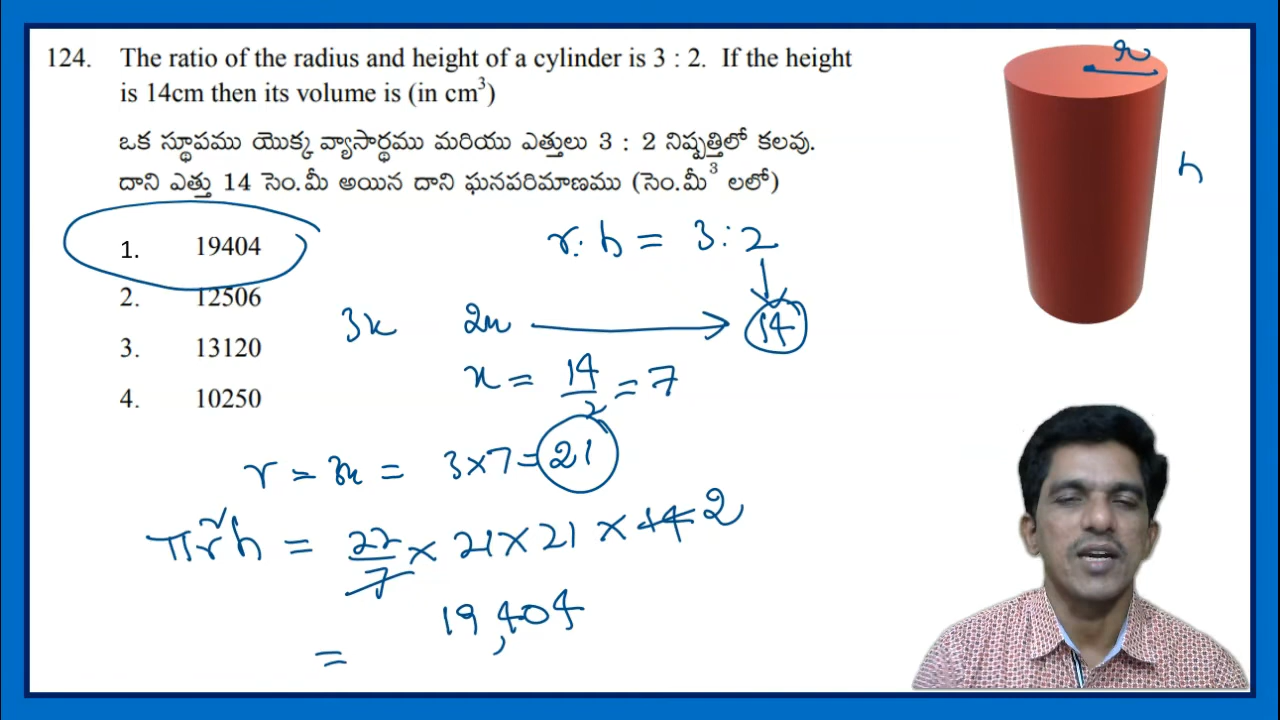 124. The ratio of the radius and height of a cylinder is 3 : 2. If the height
is 14cm then its volume is (in cm³)
ఒక స్థూపము యొక్క వ్యాసార్థము మరియు ఎత్తులు 3 : 2 నిష్పత్తిలో కలవు.
దాని ఎత్తు 14 సెం.మీ అయిన దాని ఘనపరిమాణము (సెం.మీ³ లలో)
1. 19404
2. 12506
3. 13120
4. 10250
r
h
r:h = 3:2
3x 2x 14
x = 14/2 = 7
r = 3x = 3×7=21
πr²h = 22/7 × 21×21×14 2
= 19,404